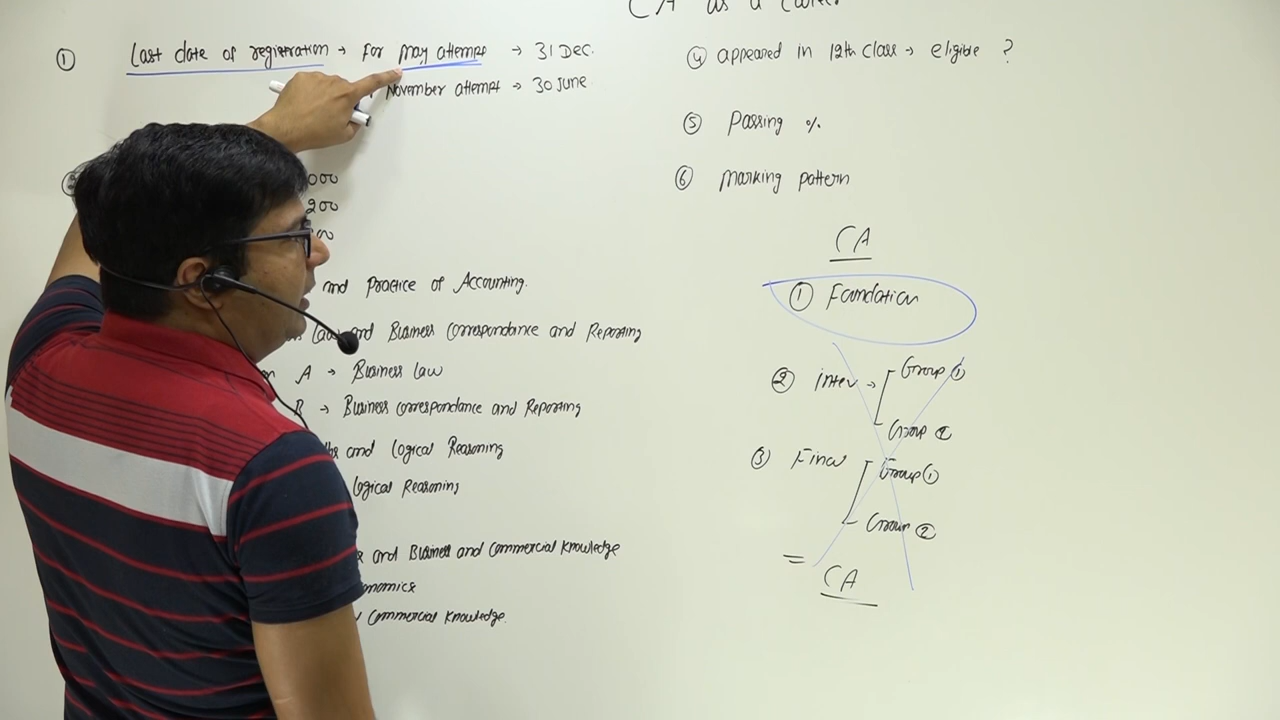 CA as a Career
① Last date of registration → For May attempt → 31 Dec.
November attempt → 30 June
000
200
and Practice of Accounting.
Law and Business Correspondance and Reporting
A → Business law
B → Business correspondance and Reporting
and Logical Reasoning
Logical Reasoning
and Business and Commercial Knowledge
Commercial Knowledge.
④ appeared in 12th class → eligible ?
⑤ Passing %
⑥ Marking pattern
CA
① Foundation
② Inter → Group ①
Group ②
③ Final Group ①
Group ②
= CA